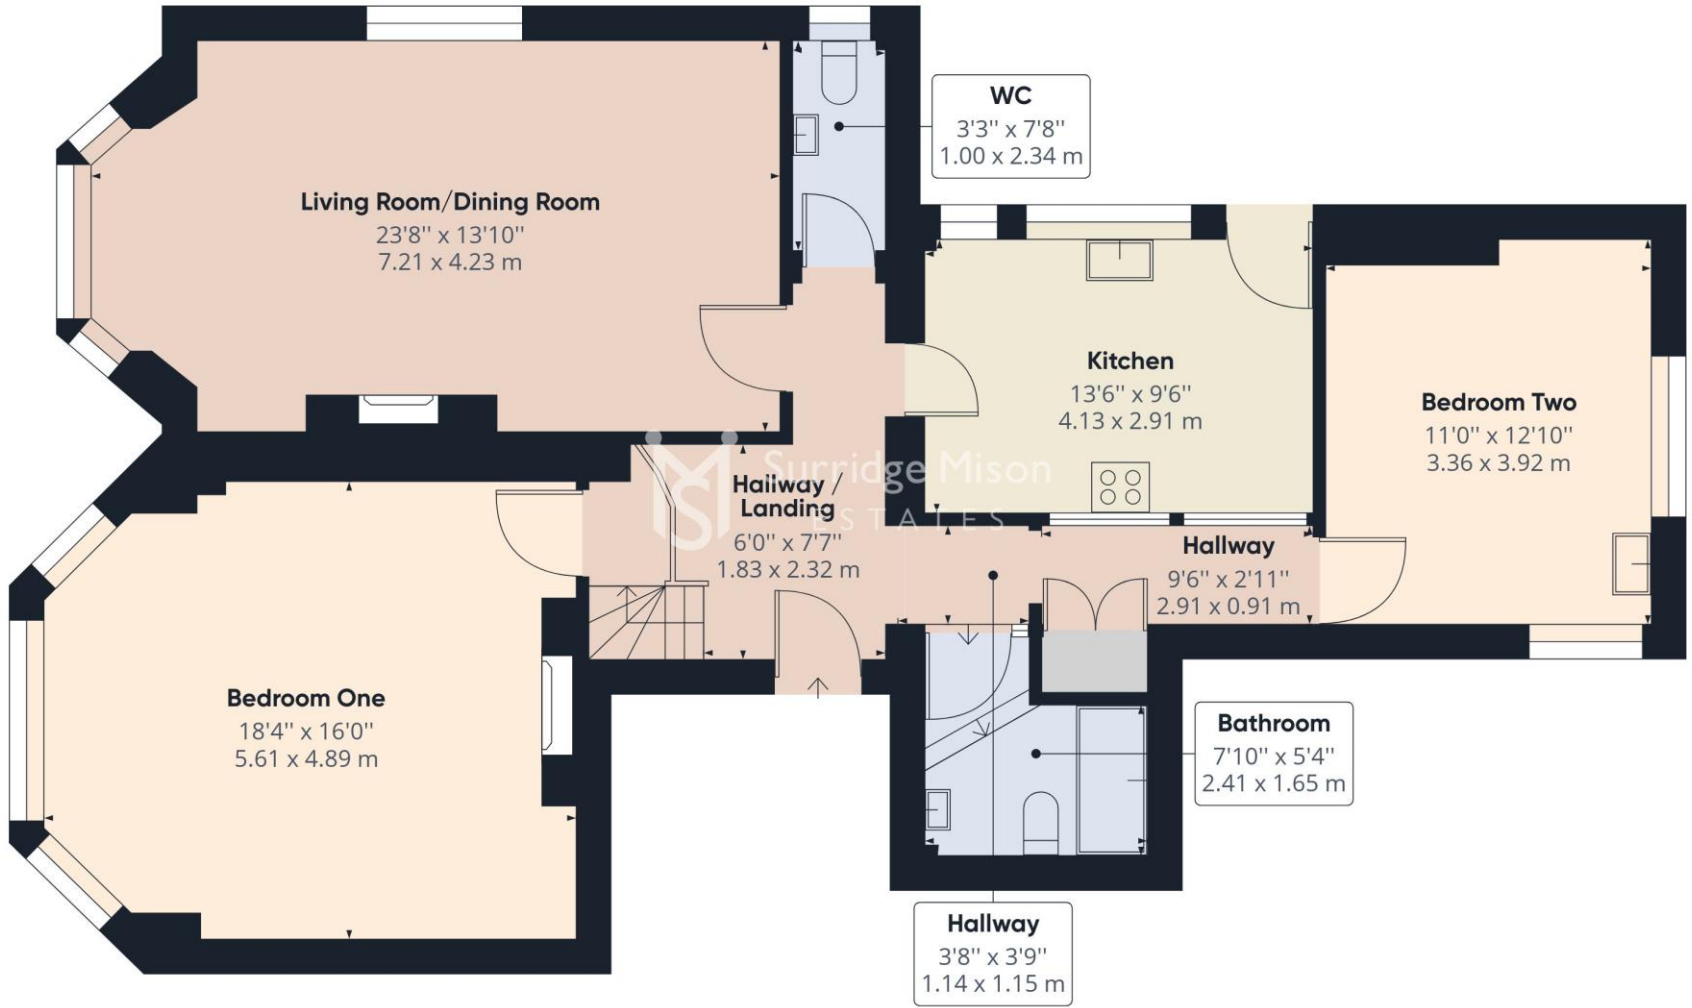 WC
3'3'' x 7'8''
1.00 x 2.34 m
Living Room/Dining Room
23'8'' x 13'10''
7.21 x 4.23 m
Kitchen
13'6'' x 9'6''
4.13 x 2.91 m
Bedroom Two
11'0'' x 12'10''
3.36 x 3.92 m
Surridge Mison
ESTATES
Hallway /
Landing
6'0'' x 7'7''
1.83 x 2.32 m
Hallway
9'6'' x 2'11''
2.91 x 0.91 m
Bedroom One
18'4'' x 16'0''
5.61 x 4.89 m
Bathroom
7'10'' x 5'4''
2.41 x 1.65 m
Hallway
3'8'' x 3'9''
1.14 x 1.15 m